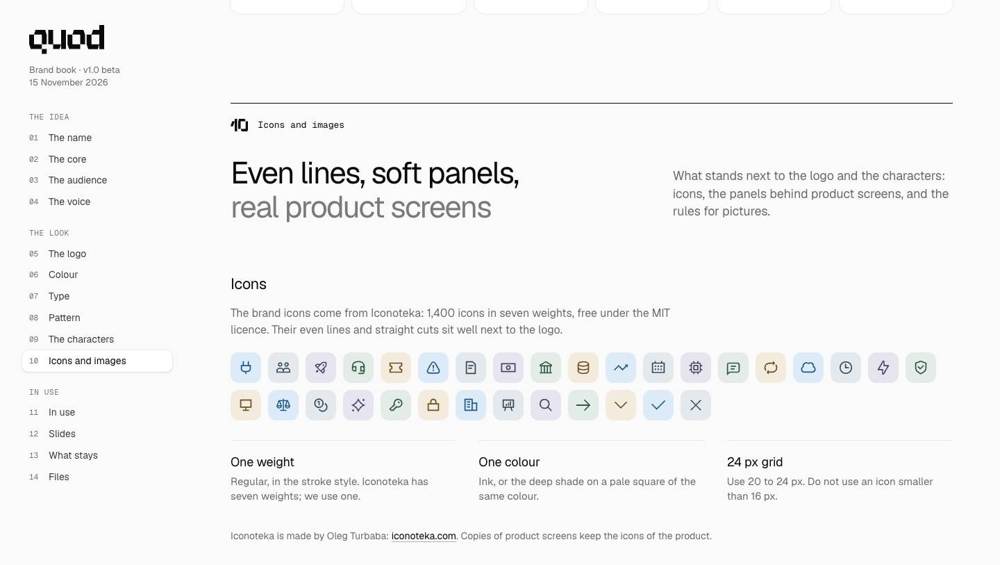 quod
Brand book · v1.0 beta
15 November 2026
THE IDEA
01 The name
02 The core
03 The audience
04 The voice
THE LOOK
05 The logo
06 Colour
07 Type
08 Pattern
09 The characters
10 Icons and images
IN USE
11 In use
12 Slides
13 What stays
14 Files
10 Icons and images
Even lines, soft panels,
real product screens
What stands next to the logo and the characters:
icons, the panels behind product screens, and the
rules for pictures.
Icons
The brand icons come from Iconoteka: 1,400 icons in seven weights, free under the MIT
licence. Their even lines and straight cuts sit well next to the logo.
One weight
Regular, in the stroke style. Iconoteka has
seven weights; we use one.
One colour
Ink, or the deep shade on a pale square of the
same colour.
24 px grid
Use 20 to 24 px. Do not use an icon smaller
than 16 px.
Iconoteka is made by Oleg Turbaba: iconoteka.com. Copies of product screens keep the icons of the product.